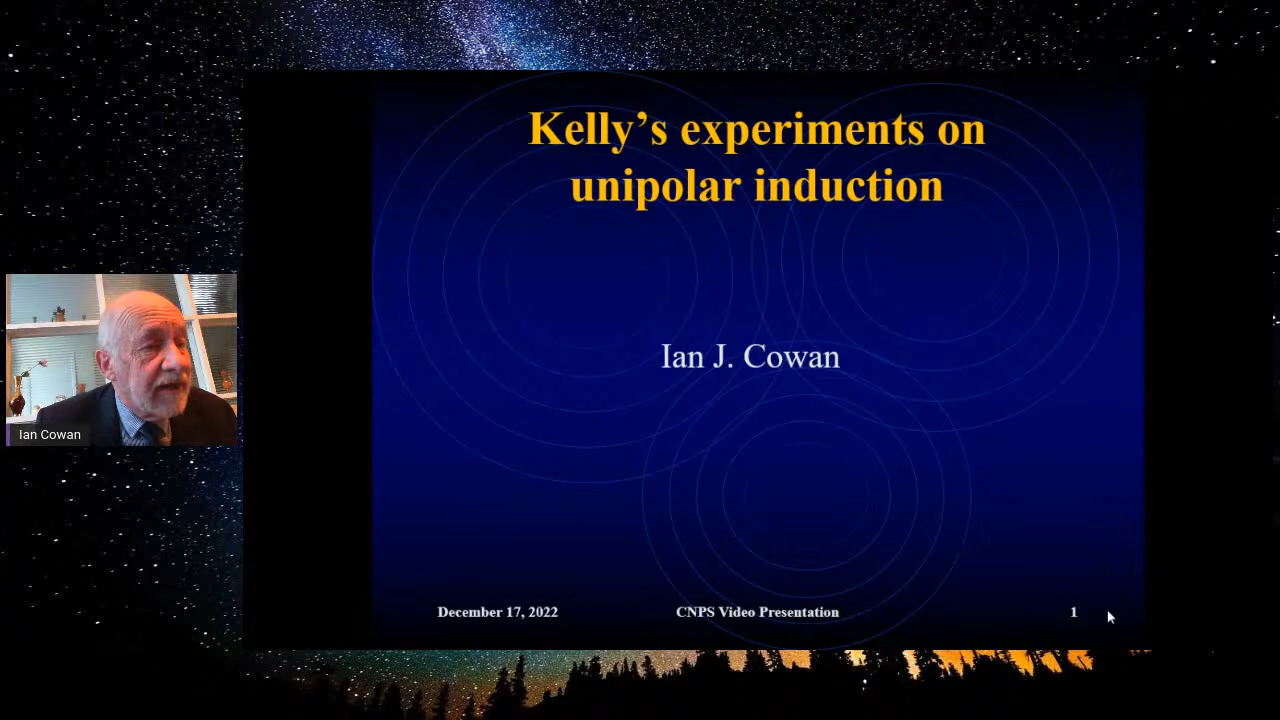 Kelly’s experiments on
unipolar induction
Ian J. Cowan
Ian Cowan
December 17, 2022
CNPS Video Presentation
1